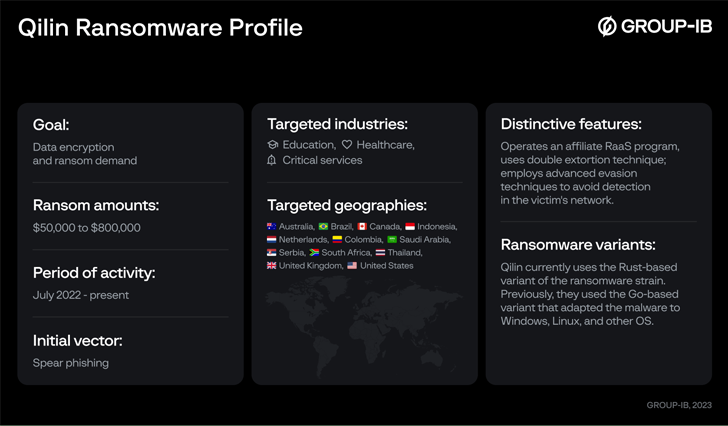 Qilin Ransomware Profile
GROUP-IB
Goal:
Data encryption
and ransom demand
Ransom amounts:
$50,000 to $800,000
Period of activity:
July 2022 - present
Initial vector:
Spear phishing
Targeted industries:
Education, Healthcare,
Critical services
Targeted geographies:
Australia, Brazil, Canada, Indonesia,
Netherlands, Colombia, Saudi Arabia,
Serbia, South Africa, Thailand,
United Kingdom, United States
Distinctive features:
Operates an affiliate RaaS program,
uses double extortion technique;
employs advanced evasion
techniques to avoid detection
in the victim's network.
Ransomware variants:
Qilin currently uses the Rust-based
variant of the ransomware strain.
Previously, they used the Go-based
variant that adapted the malware to
Windows, Linux, and other OS.
GROUP-IB, 2023